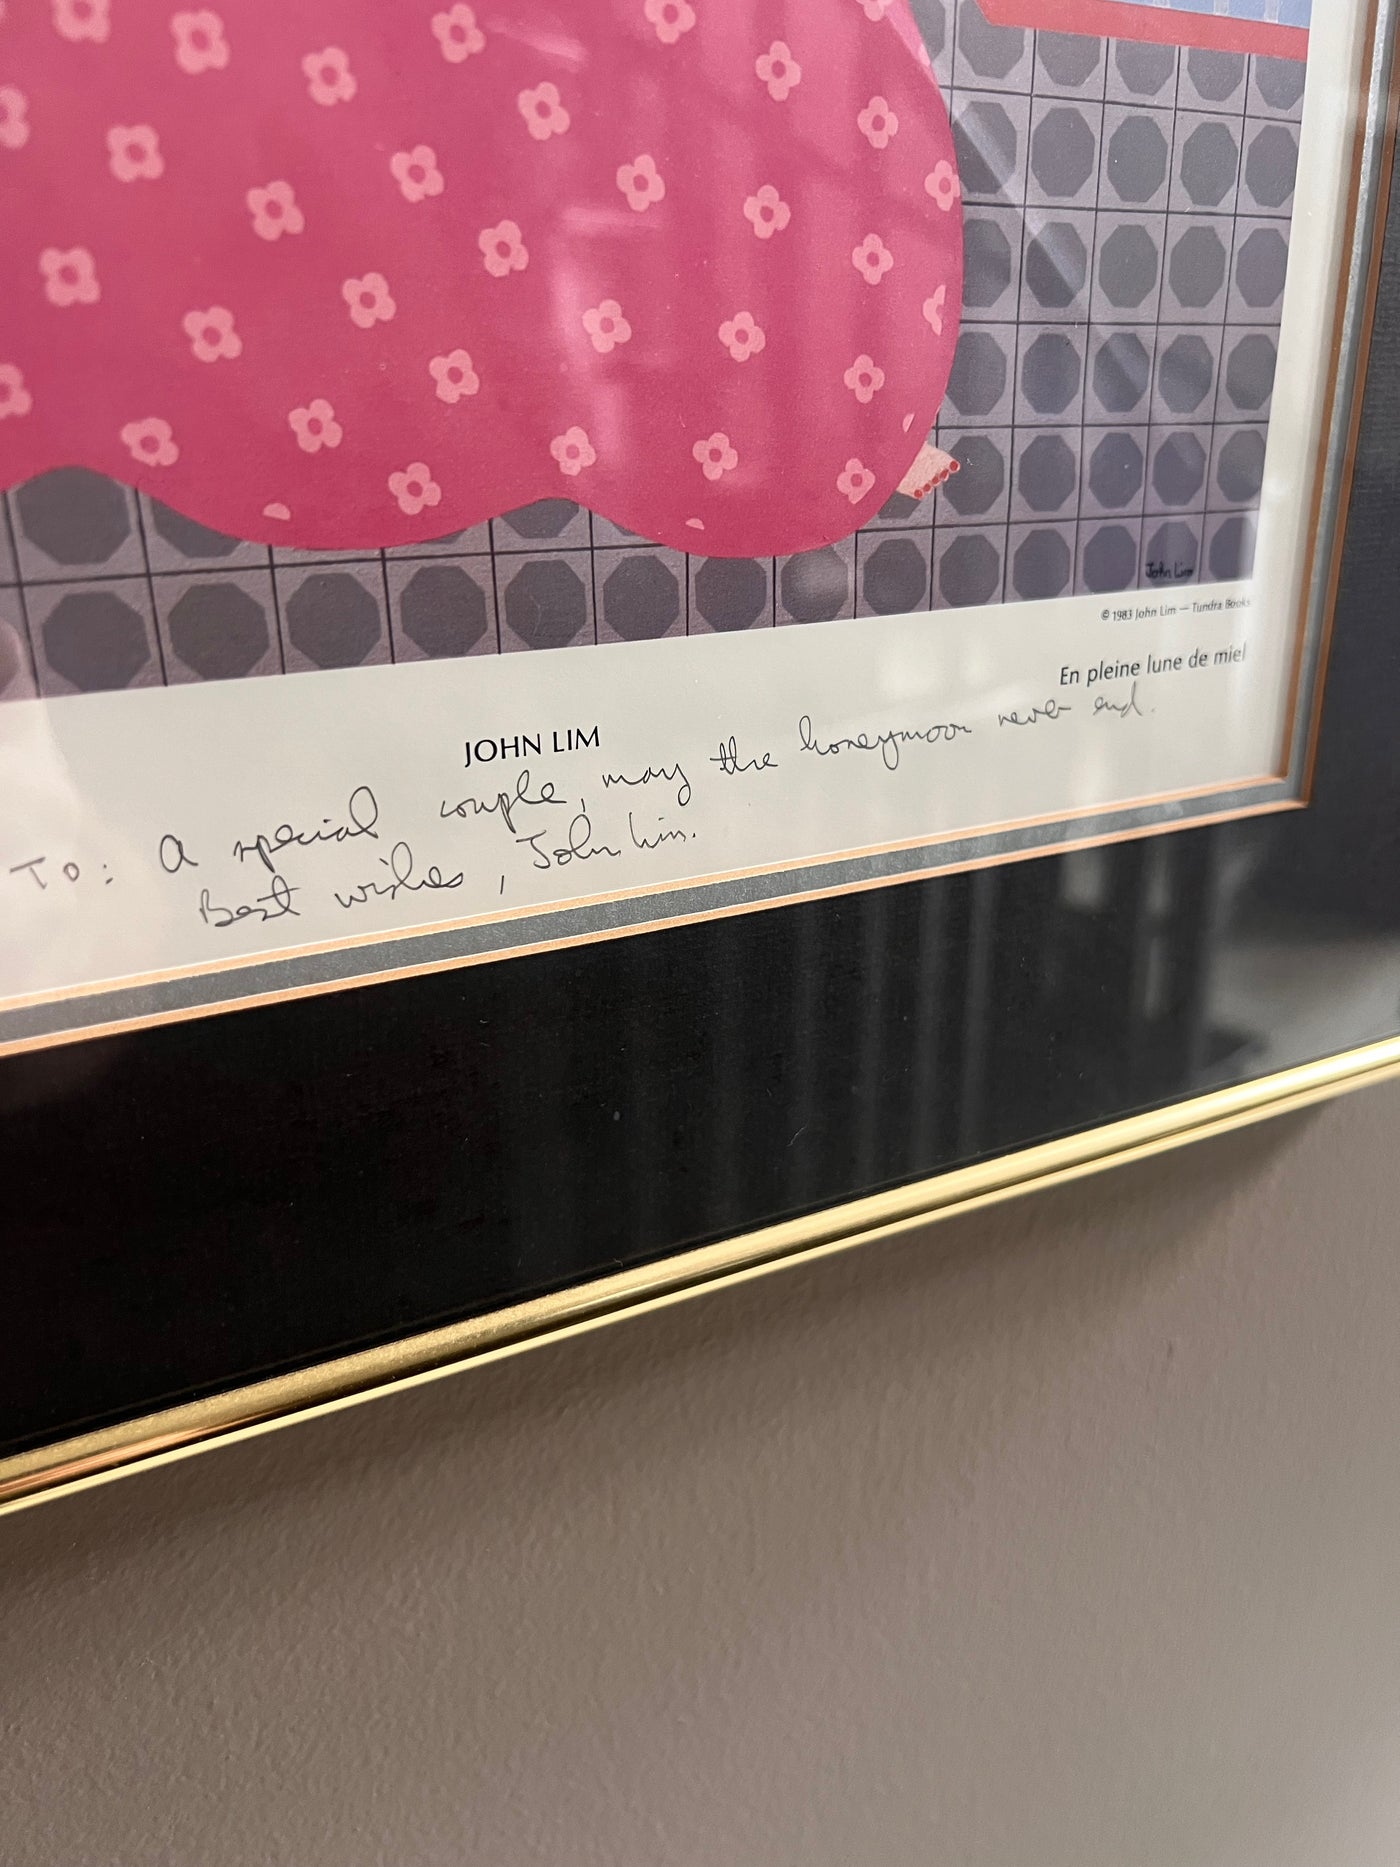 John Lim
© 1983 John Lim — Tundra Books
En pleine lune de miel
JOHN LIM
To: A special couple, may the honeymoon never end.
Best wishes, John Lim.